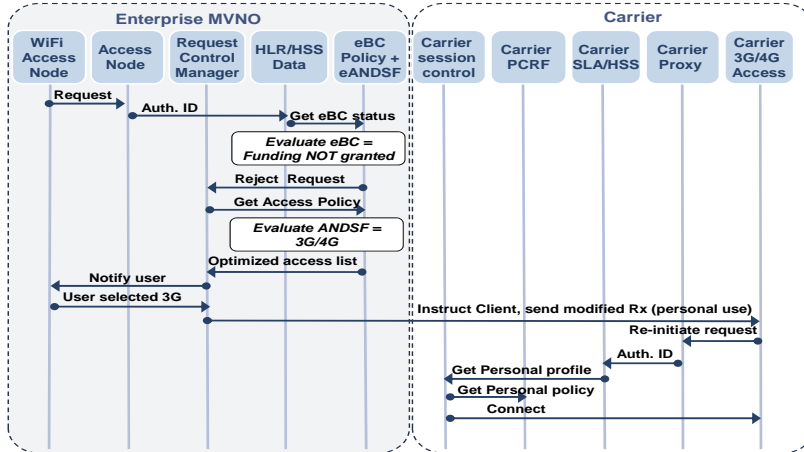 Enterprise MVNO
Carrier
WiFi
Access
Node
Access
Node
Request
Control
Manager
HLR/HSS
Data
eBC
Policy +
eANDSF
Carrier
session
control
Carrier
PCRF
Carrier
SLA/HSS
Carrier
Proxy
Carrier
3G/4G
Access
Request
Auth. ID
Get eBC status
Evaluate eBC =
Funding NOT granted
Reject Request
Get Access Policy
Evaluate ANDSF =
3G/4G
Optimized access list
Notify user
User selected 3G
Instruct Client, send modified Rx (personal use)
Re-initiate request
Auth. ID
Get Personal profile
Get Personal policy
Connect